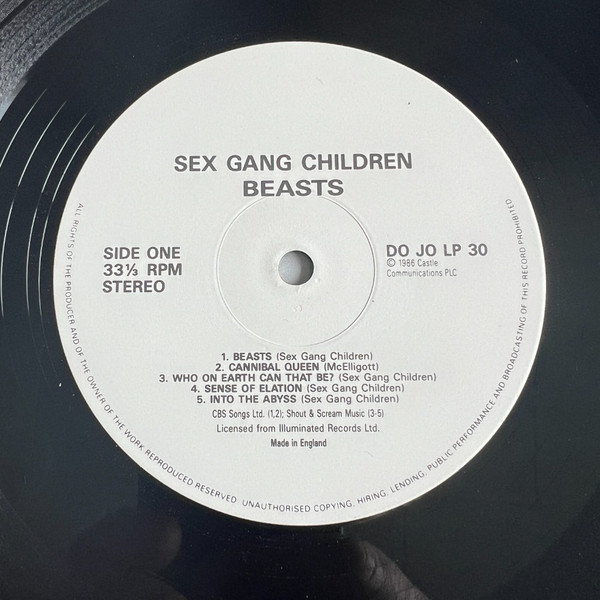 SEX GANG CHILDREN
BEASTS
SIDE ONE
33⅓ RPM
STEREO
DO JO LP 30
© 1986 Castle
Communications PLC
1. BEASTS (Sex Gang Children)
2. CANNIBAL QUEEN (McElligott)
3. WHO ON EARTH CAN THAT BE? (Sex Gang Children)
4. SENSE OF ELATION (Sex Gang Children)
5. INTO THE ABYSS (Sex Gang Children)
CBS Songs Ltd. (1,2); Shout & Scream Music (3-5)
Licensed from Illuminated Records Ltd.
Made in England
ALL RIGHTS OF THE PRODUCER AND OF THE OWNER OF THE WORK REPRODUCED RESERVED. UNAUTHORISED COPYING, HIRING, LENDING, PUBLIC PERFORMANCE AND BROADCASTING OF THIS RECORD PROHIBITED